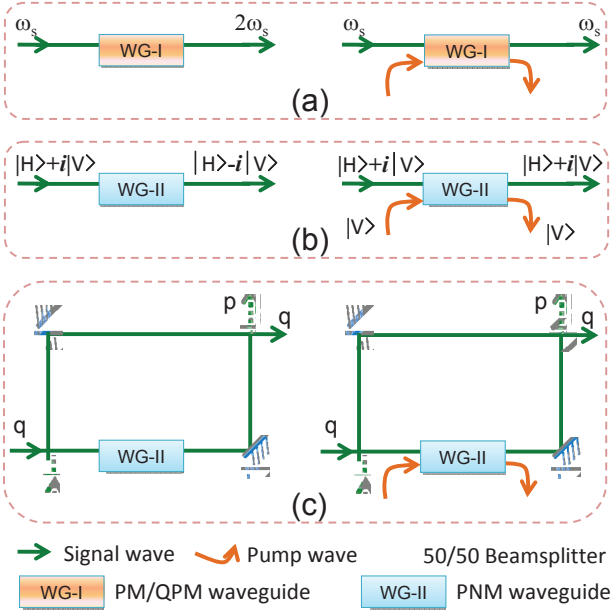 ωs 2ωs ωs ωs
WG-I WG-I
(a)
|H>+i|V> |H>-i|V> |H>+i|V> |H>+i|V>
WG-II WG-II
|V> |V>
(b)
p p
q q
q q
WG-II WG-II
(c)
Signal wave Pump wave 50/50 Beamsplitter
WG-I PM/QPM waveguide WG-II PNM waveguide